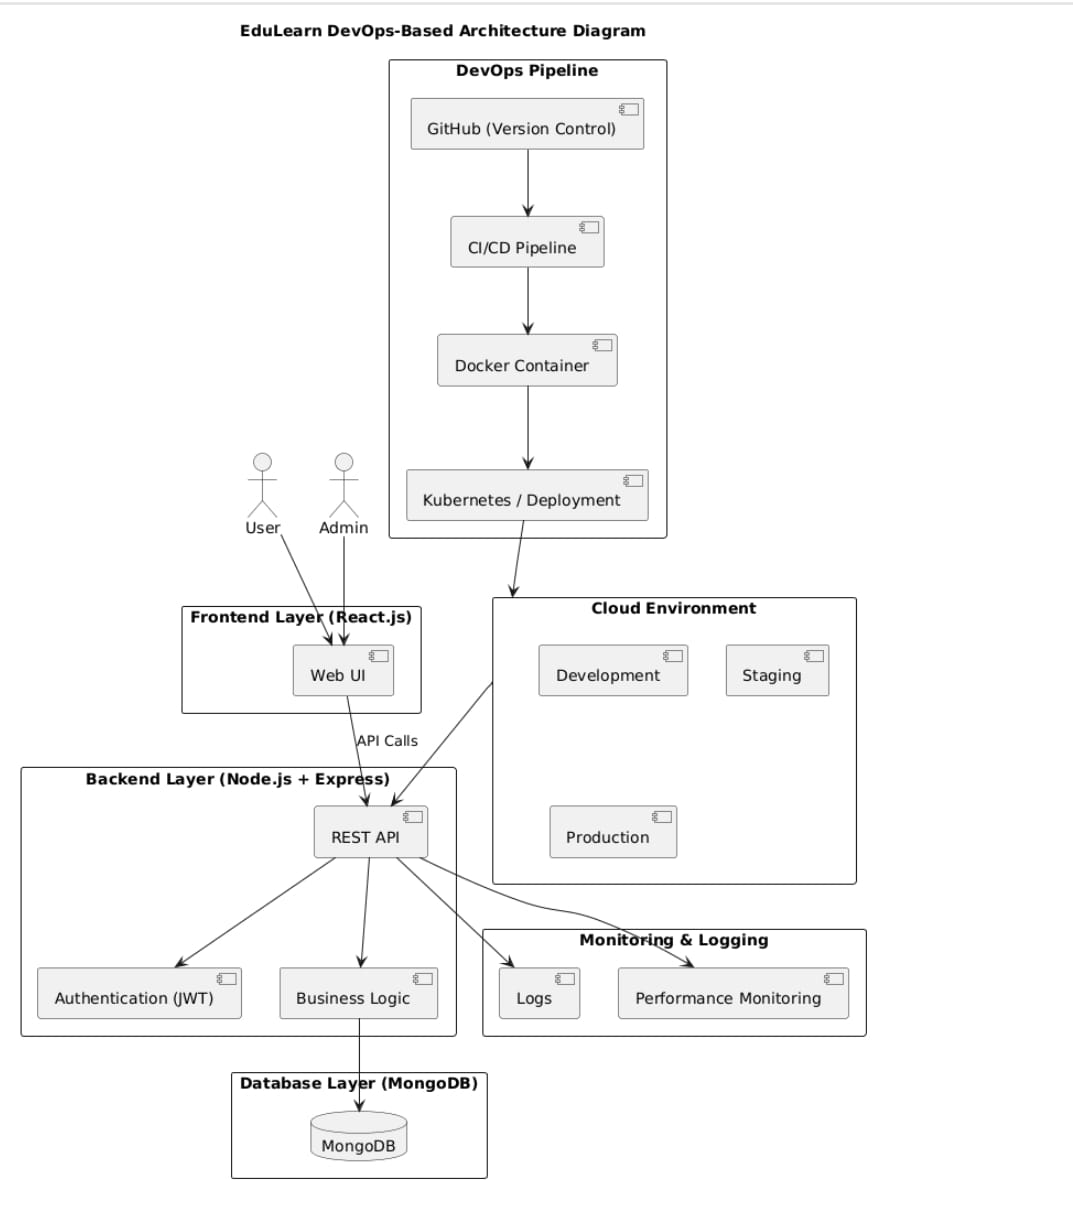 EduLearn DevOps-Based Architecture Diagram
DevOps Pipeline
GitHub (Version Control)
CI/CD Pipeline
Docker Container
Kubernetes / Deployment
User
Admin
Frontend Layer (React.js)
Web UI
Cloud Environment
Development
Staging
Production
API Calls
Backend Layer (Node.js + Express)
REST API
Authentication (JWT)
Business Logic
Monitoring & Logging
Logs
Performance Monitoring
Database Layer (MongoDB)
MongoDB